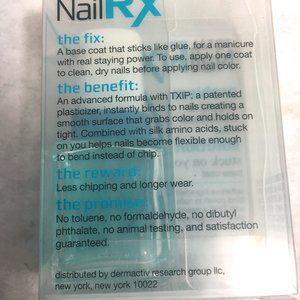 NailRX
the fix:
A base coat that sticks like glue, for a manicure
with real staying power. To use, apply one coat
to clean, dry nails before applying nail color.
the benefit:
An advanced formula with TXIP; a patented
plasticizer, instantly binds to nails creating a
smooth surface that grabs color and holds on
tight. Combined with silk amino acids, stuck
on you helps nails become flexible enough
to bend instead of chip.
the reward:
Less chipping and longer wear.
the promise:
No toluene, no formaldehyde, no dibutyl
phthalate, no animal testing, and satisfaction
guaranteed.
distributed by dermactiv research group llc,
new york, new york 10022